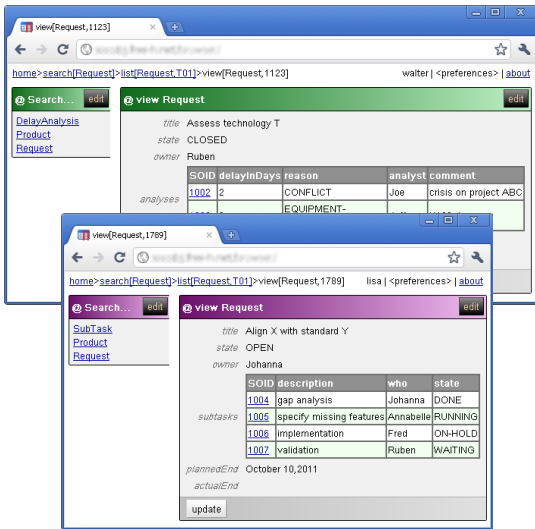 view[Request,1123]
home>search[Request]>list[Request,T01]>view[Request,1123] walter | <preferences> | about
@ Search... edit
DelayAnalysis
Product
Request
@ view Request edit
title Assess technology T
state CLOSED
owner Ruben
analyses
SOID delayInDays reason analyst comment
1002 2 CONFLICT Joe crisis on project ABC
EQUIPMENT-
view[Request,1789]
home>search[Request]>list[Request,T01]>view[Request,1789] lisa | <preferences> | about
@ Search... edit
SubTask
Product
Request
@ view Request edit
title Align X with standard Y
state OPEN
owner Johanna
subtasks
SOID description who state
1004 gap analysis Johanna DONE
1005 specify missing features Annabelle RUNNING
1006 implementation Fred ON-HOLD
1007 validation Ruben WAITING
plannedEnd October 10,2011
actualEnd
update